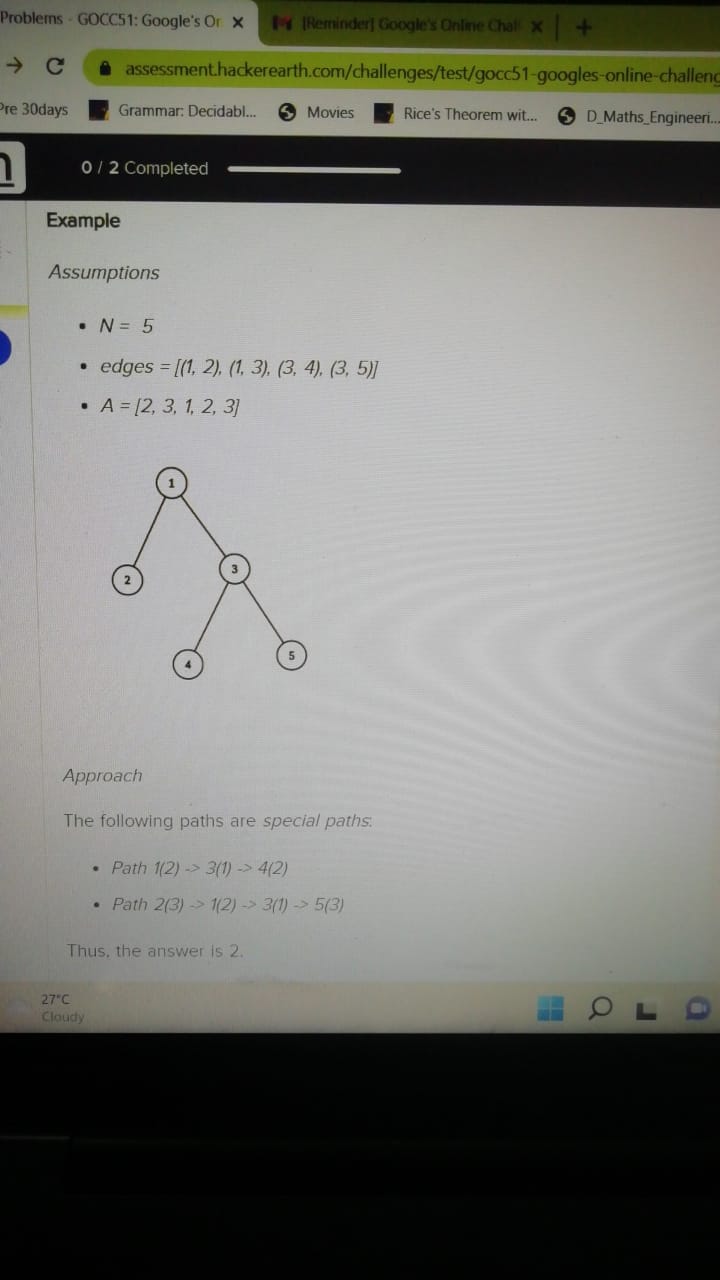 Problems - GOCC51: Google's Or
[Reminder] Google's Online Chall
assessment.hackerearth.com/challenges/test/gocc51-googles-online-challeng
Pre 30days Grammar: Decidabl... Movies Rice's Theorem wit... D_Maths_Engineeri...
0 / 2 Completed
Example
Assumptions
• N = 5
• edges = [(1, 2), (1, 3), (3, 4), (3, 5)]
• A = [2, 3, 1, 2, 3]
1
2
3
4
5
Approach
The following paths are special paths:
• Path 1(2) -> 3(1) -> 4(2)
• Path 2(3) -> 1(2) -> 3(1) -> 5(3)
Thus, the answer is 2.
27°C
Cloudy